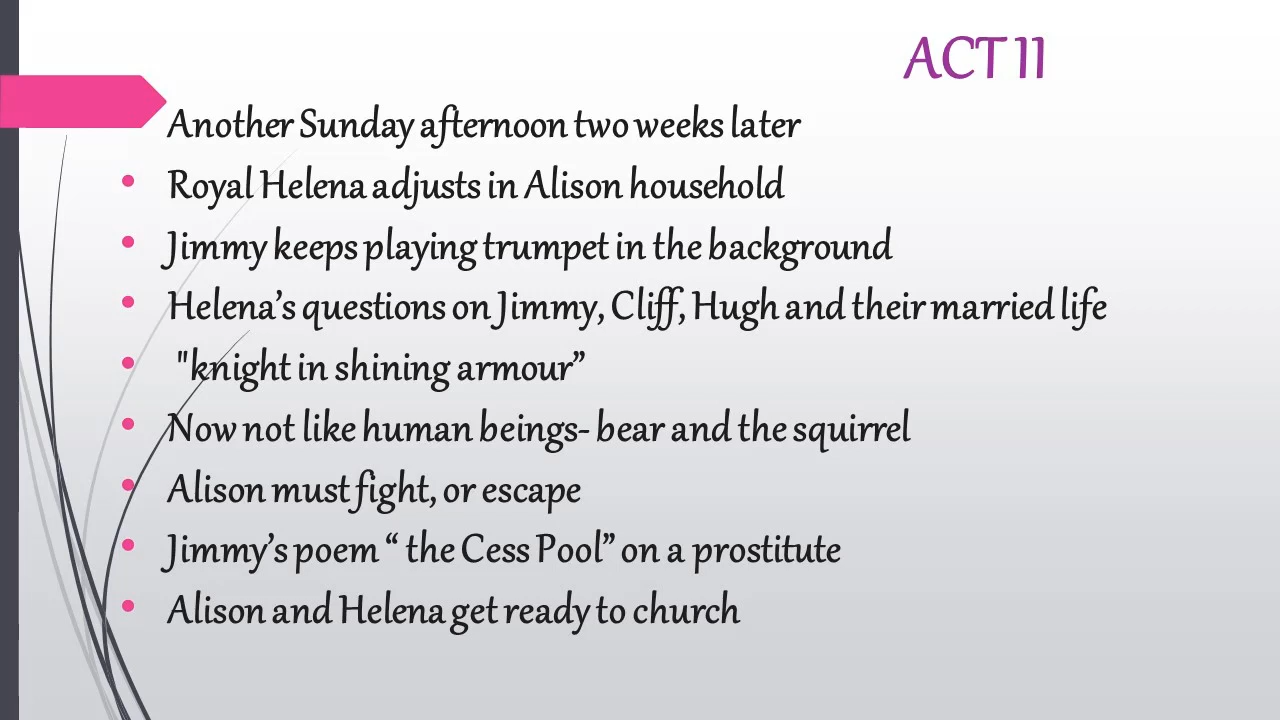 ACT II
Another Sunday afternoon two weeks later
• Royal Helena adjusts in Alison household
• Jimmy keeps playing trumpet in the background
• Helena’s questions on Jimmy, Cliff, Hugh and their married life
• "knight in shining armour”
• Now not like human beings- bear and the squirrel
• Alison must fight, or escape
• Jimmy’s poem “ the Cess Pool” on a prostitute
• Alison and Helena get ready to church